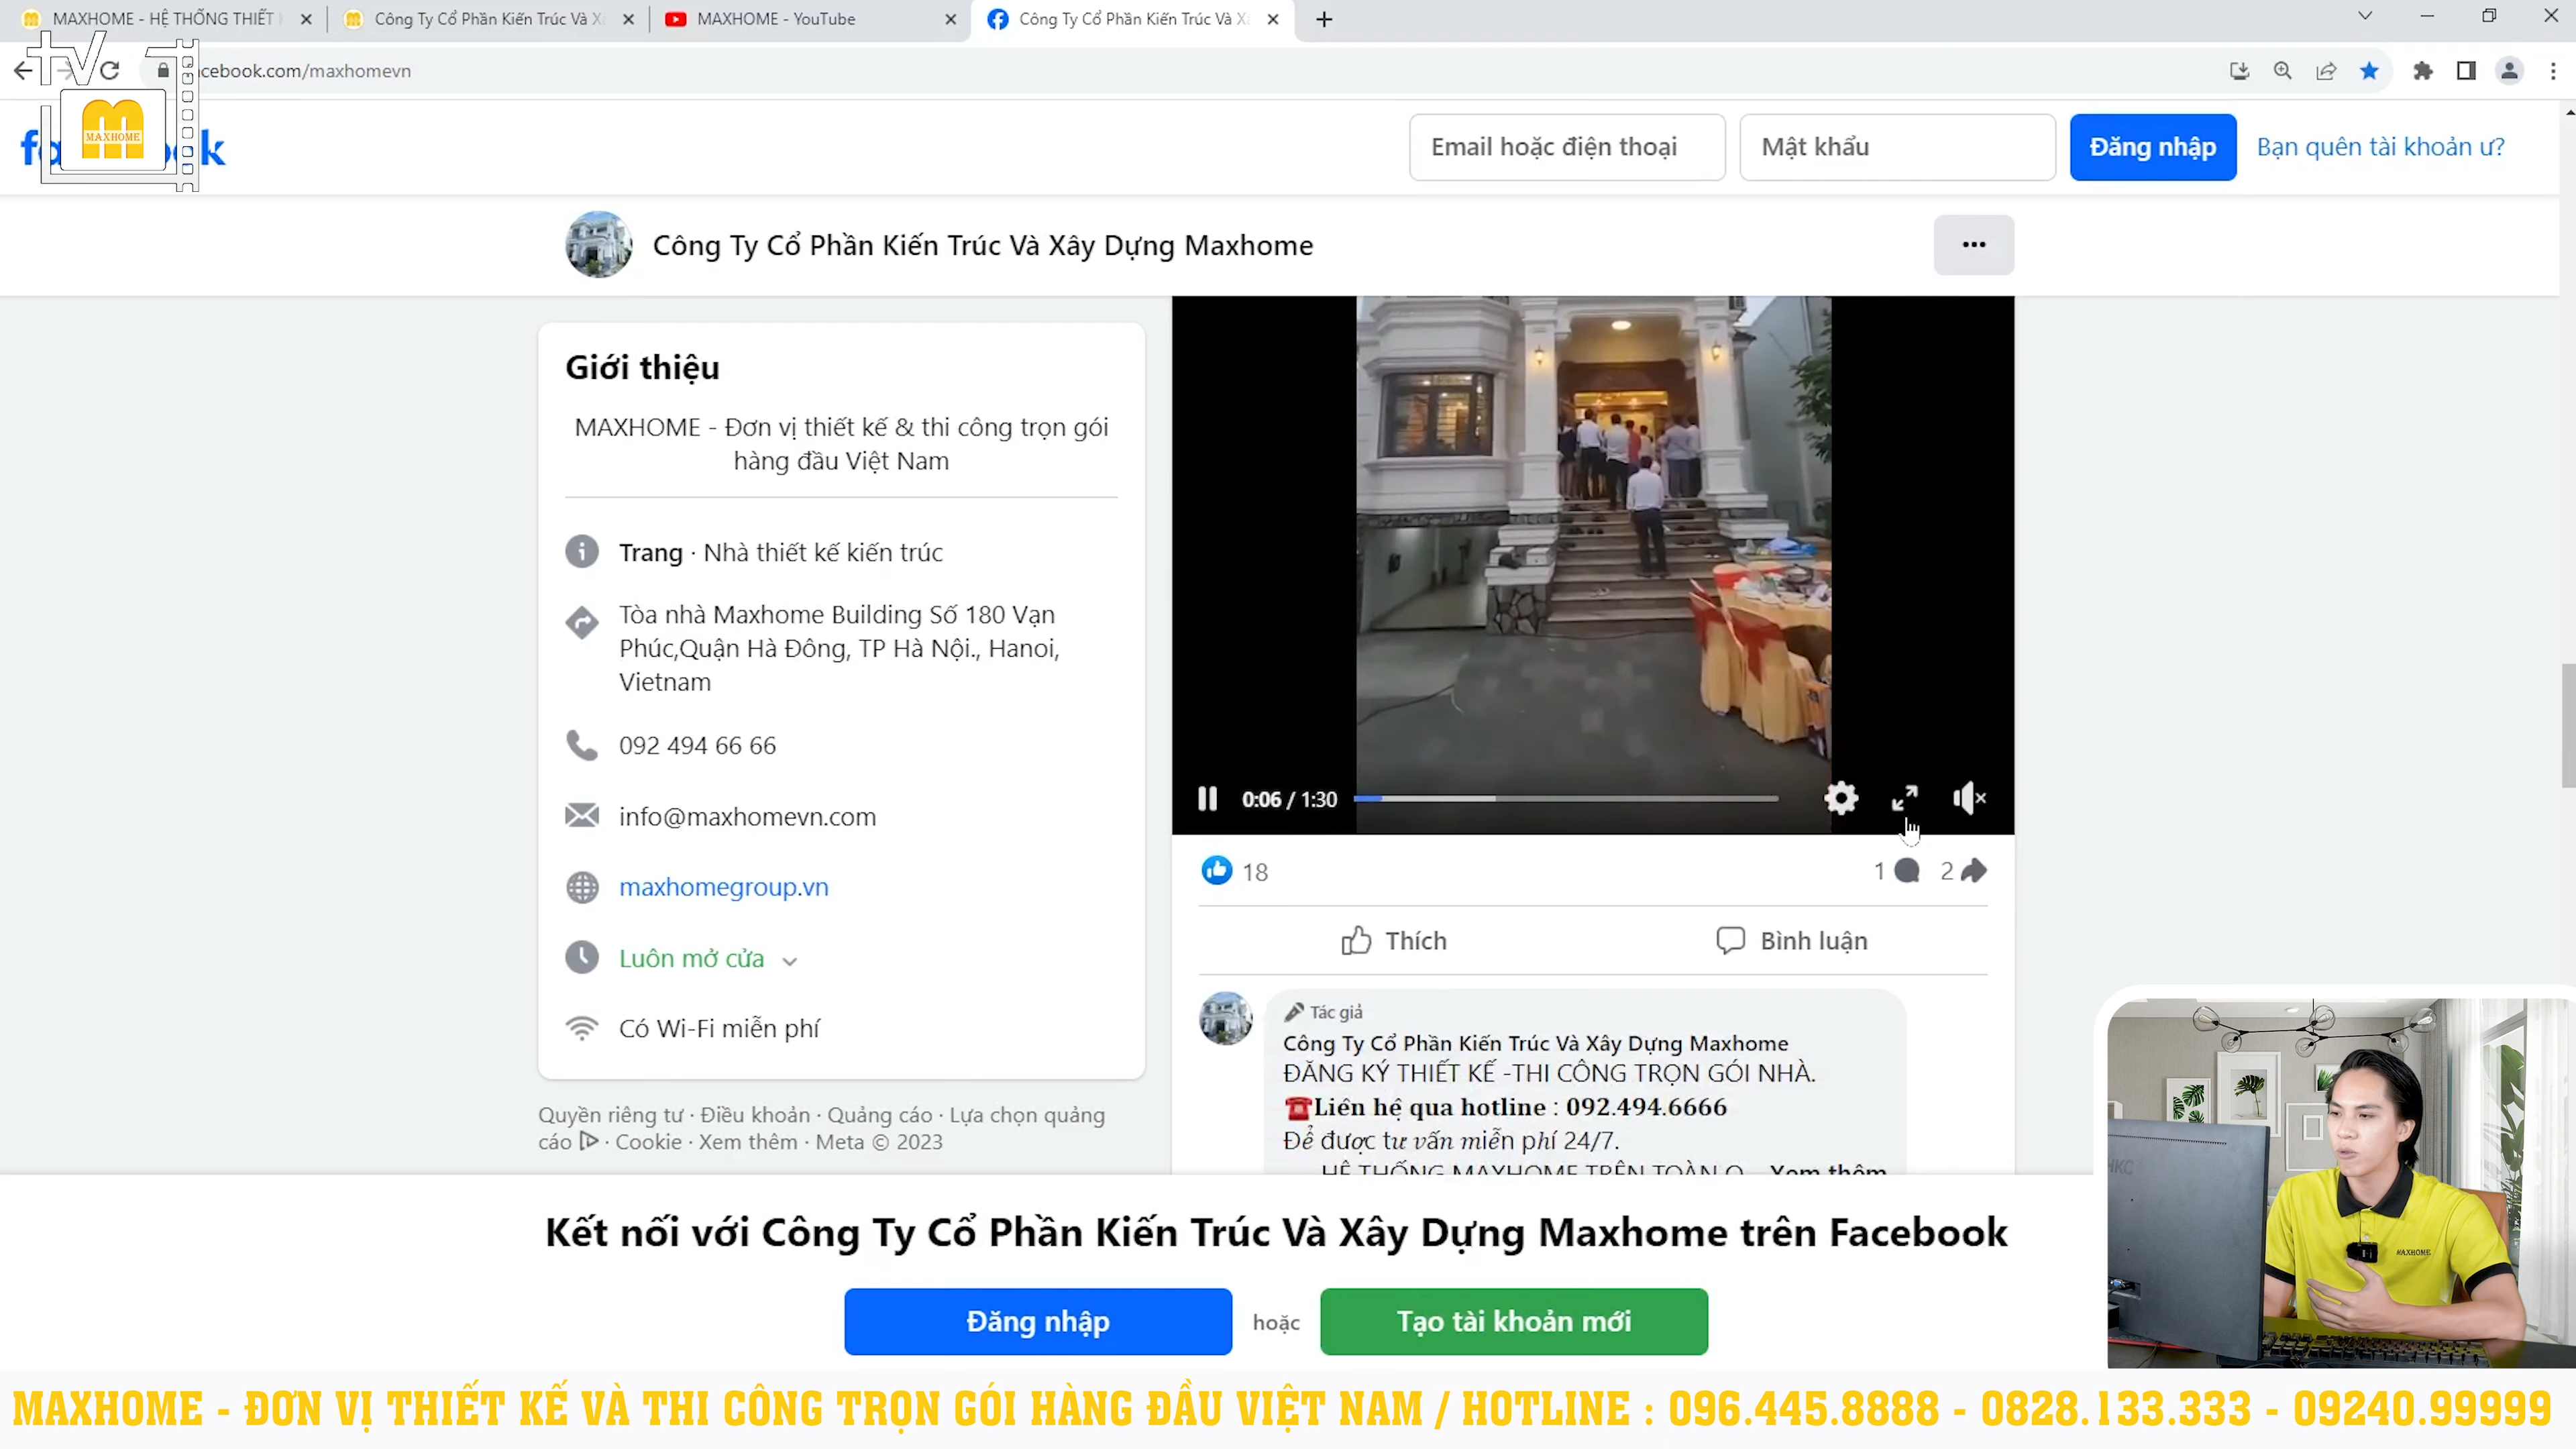 MAXHOME - HỆ THỐNG THIẾT
Công Ty Cổ Phần Kiến Trúc Và X
MAXHOME - YouTube
Công Ty Cổ Phần Kiến Trúc Và X
tv
cebook.com/maxhomevn
MAXHOME
Email hoặc điện thoại
Mật khẩu
Đăng nhập
Bạn quên tài khoản ư?
Công Ty Cổ Phần Kiến Trúc Và Xây Dựng Maxhome
Giới thiệu
MAXHOME - Đơn vị thiết kế & thi công trọn gói
hàng đầu Việt Nam
Trang · Nhà thiết kế kiến trúc
Tòa nhà Maxhome Building Số 180 Vạn
Phúc,Quận Hà Đông, TP Hà Nội., Hanoi,
Vietnam
092 494 66 66
info@maxhomevn.com
maxhomegroup.vn
Luôn mở cửa
Có Wi-Fi miễn phí
Quyền riêng tư · Điều khoản · Quảng cáo · Lựa chọn quảng
cáo · Cookie · Xem thêm · Meta © 2023
0:06 / 1:30
18
1
2
Thích
Bình luận
Tác giả
Công Ty Cổ Phần Kiến Trúc Và Xây Dựng Maxhome
ĐĂNG KÝ THIẾT KẾ -THI CÔNG TRỌN GÓI NHÀ.
Liên hệ qua hotline : 092.494.6666
Để được tư vấn miễn phí 24/7.
HỆ THỐNG MAXHOME TRÊN TOÀN Q... Xem thêm
Kết nối với Công Ty Cổ Phần Kiến Trúc Và Xây Dựng Maxhome trên Facebook
Đăng nhập
hoặc
Tạo tài khoản mới
HKC
MAXHOME
MAXHOME - ĐƠN VỊ THIẾT KẾ VÀ THI CÔNG TRỌN GÓI HÀNG ĐẦU VIỆT NAM / HOTLINE : 096.445.8888 - 0828.133.333 - 09240.99999